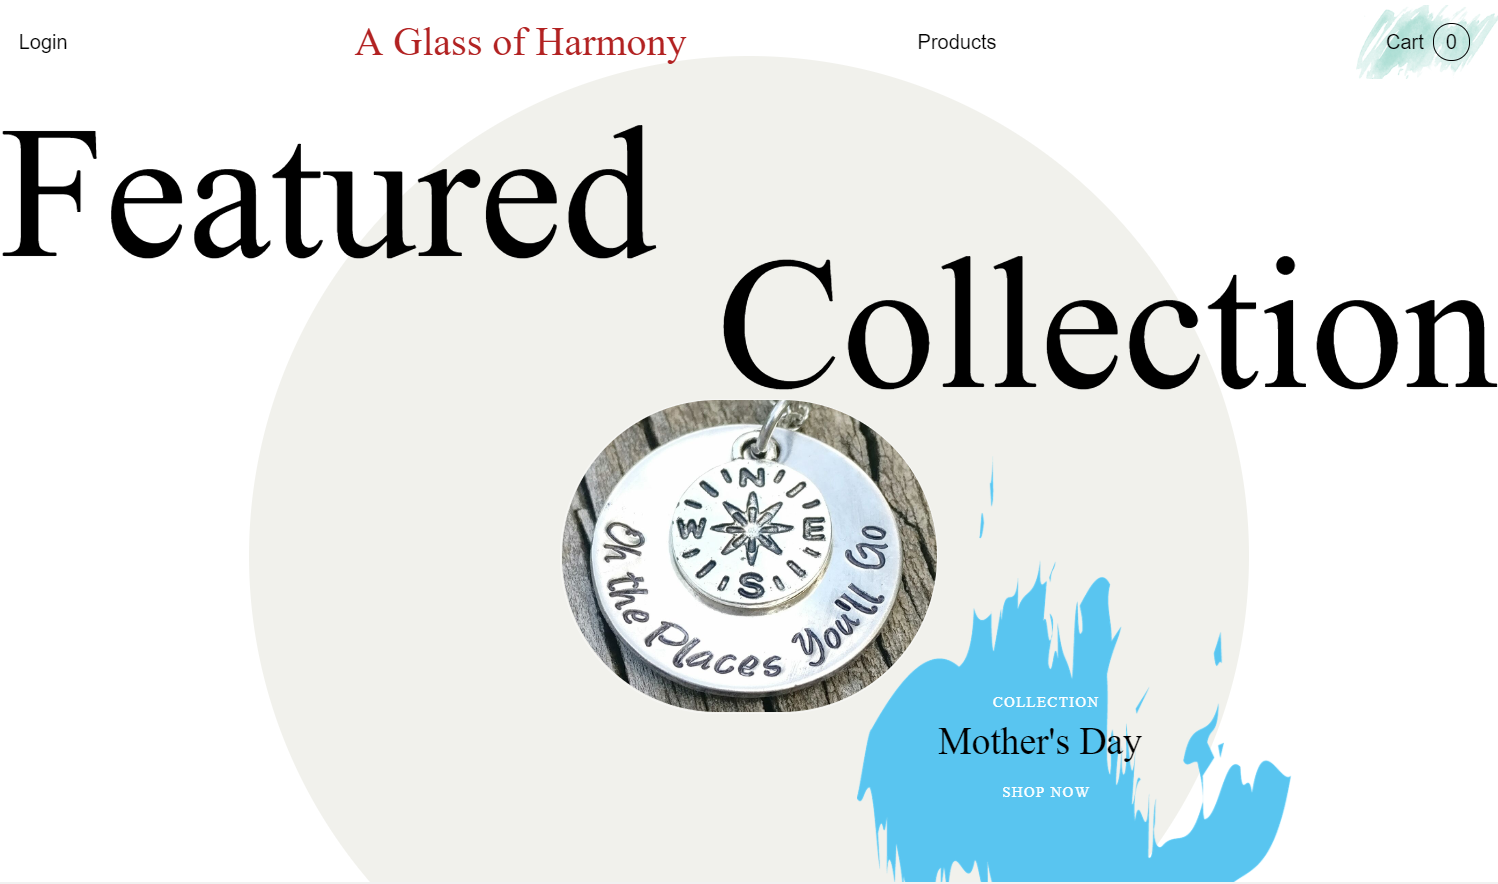 Login
A Glass of Harmony
Products
Cart 0
Featured
Collection
N
W E
S
Oh the Places You'll Go
COLLECTION
Mother's Day
SHOP NOW